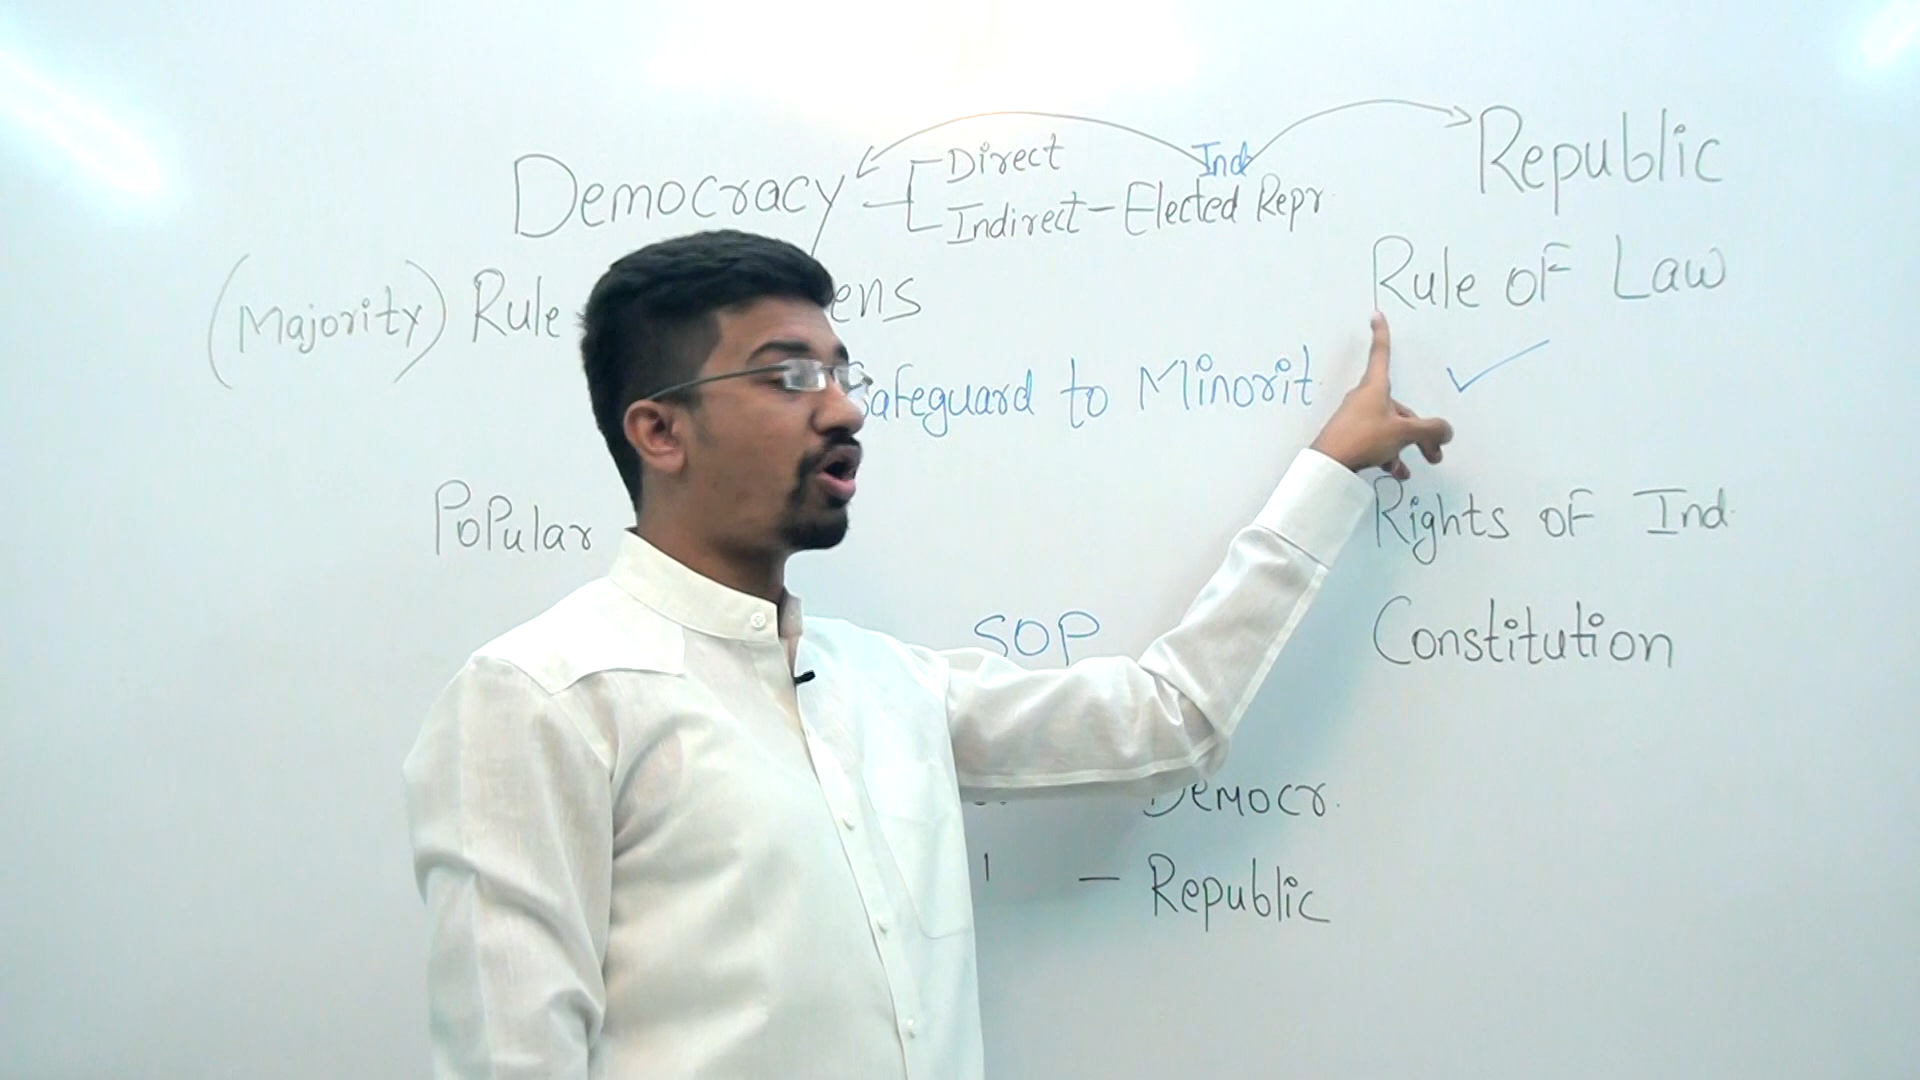 Democracy
Direct
Indirect - Elected Repr
Ind
Republic
(Majority) Rule
Rule of Law
Safeguard to Minorit
Popular
Rights of Ind.
SOP
Constitution
Democr.
- Republic